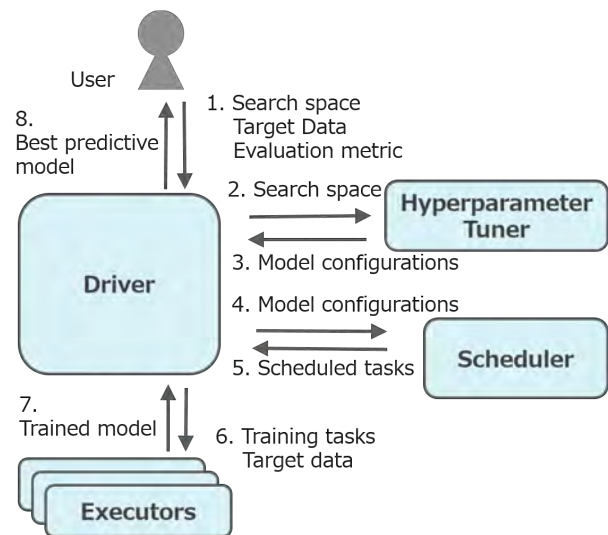 User
8.
Best predictive
model
1. Search space
Target Data
Evaluation metric
2. Search space
Hyperparameter
Tuner
3. Model configurations
Driver
4. Model configurations
Scheduler
5. Scheduled tasks
7.
Trained model
6. Training tasks
Target data
Executors